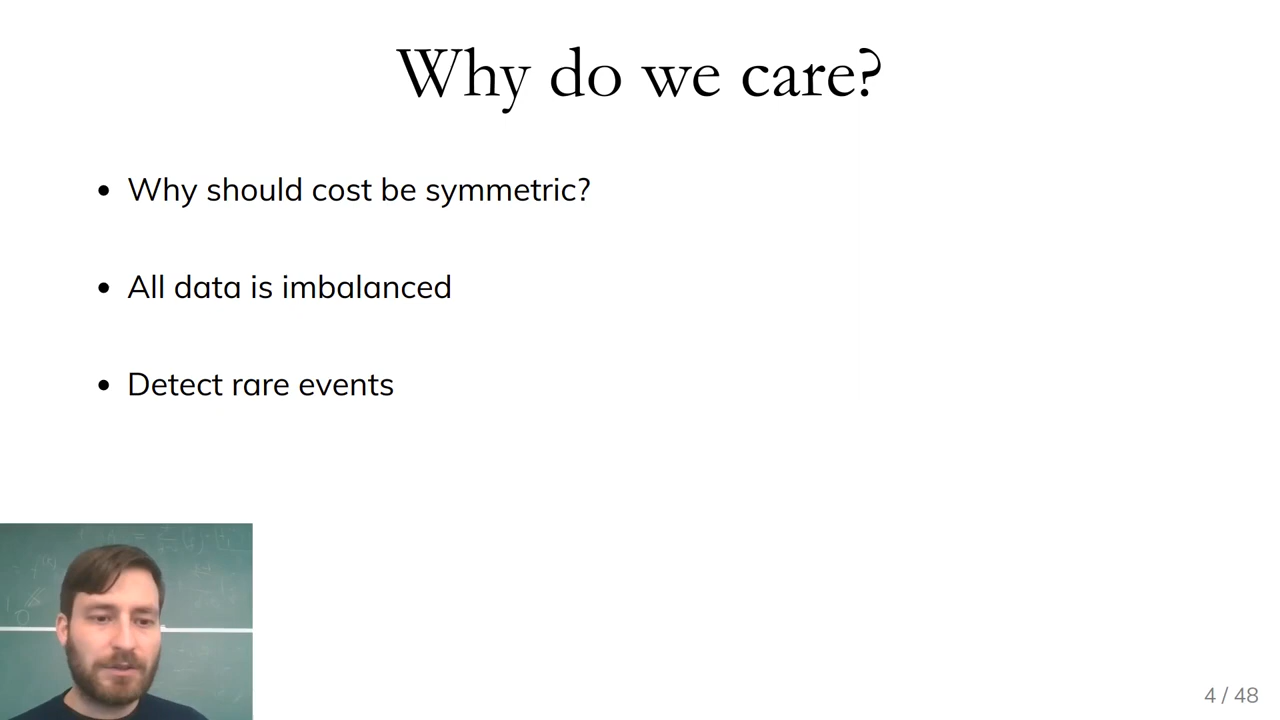 Why do we care?
• Why should cost be symmetric?
• All data is imbalanced
• Detect rare events
4 / 48